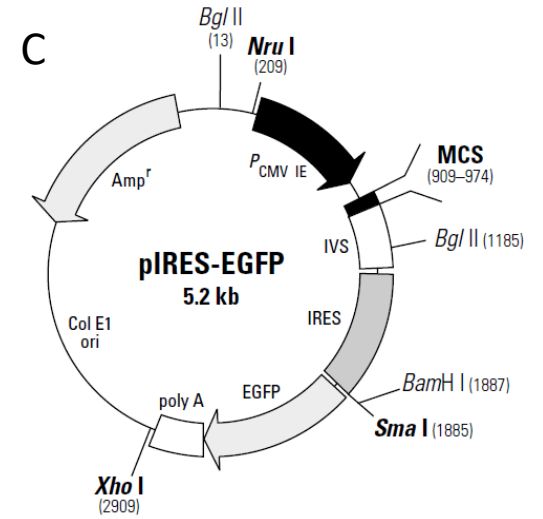 C
Bgl II
(13)
Nru I
(209)
PCMV IE
MCS
(909–974)
Ampr
IVS
Bgl II (1185)
pIRES-EGFP
5.2 kb
IRES
Col E1
ori
BamH I (1887)
EGFP
poly A
Sma I (1885)
Xho I
(2909)